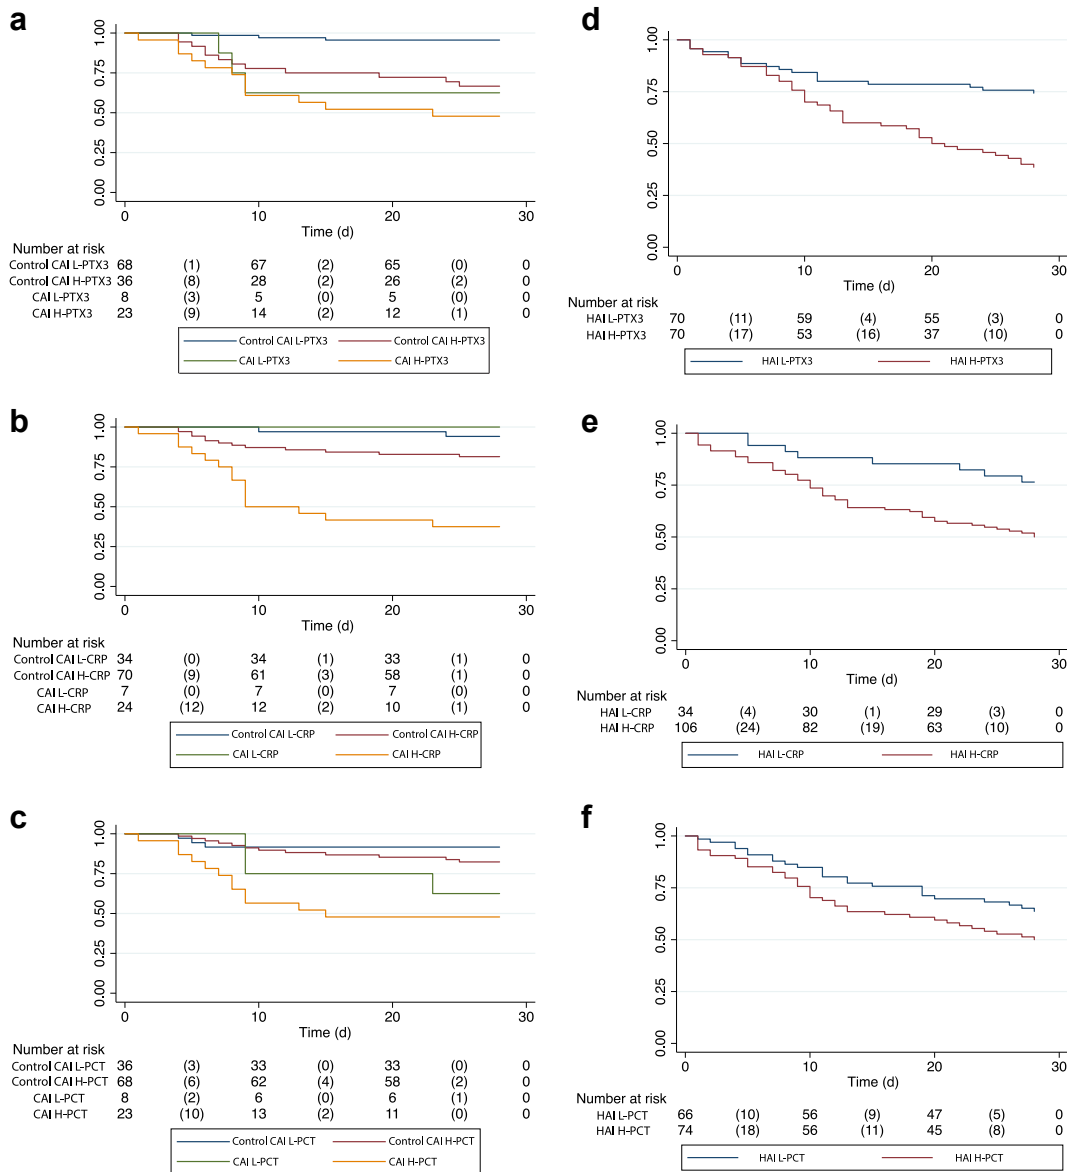 a
1.00
0.75
0.50
0.25
0.00
0 10 20 30
Time (d)
Number at risk
Control CAI L-PTX3 68 (1) 67 (2) 65 (0) 0
Control CAI H-PTX3 36 (8) 28 (2) 26 (2) 0
CAI L-PTX3 8 (3) 5 (0) 5 (0) 0
CAI H-PTX3 23 (9) 14 (2) 12 (1) 0
Control CAI L-PTX3 Control CAI H-PTX3
CAI L-PTX3 CAI H-PTX3
b
1.00
0.75
0.50
0.25
0.00
0 10 20 30
Time (d)
Number at risk
Control CAI L-CRP 34 (0) 34 (1) 33 (1) 0
Control CAI H-CRP 70 (9) 61 (3) 58 (1) 0
CAI L-CRP 7 (0) 7 (0) 7 (0) 0
CAI H-CRP 24 (12) 12 (2) 10 (1) 0
Control CAI L-CRP Control CAI H-CRP
CAI L-CRP CAI H-CRP
c
1.00
0.75
0.50
0.25
0.00
0 10 20 30
Time (d)
Number at risk
Control CAI L-PCT 36 (3) 33 (0) 33 (0) 0
Control CAI H-PCT 68 (6) 62 (4) 58 (2) 0
CAI L-PCT 8 (2) 6 (0) 6 (1) 0
CAI H-PCT 23 (10) 13 (2) 11 (0) 0
Control CAI L-PCT Control CAI H-PCT
CAI L-PCT CAI H-PCT
d
1.00
0.75
0.50
0.25
0.00
0 10 20 30
Time (d)
Number at risk
HAI L-PTX3 70 (11) 59 (4) 55 (3) 0
HAI H-PTX3 70 (17) 53 (16) 37 (10) 0
HAI L-PTX3 HAI H-PTX3
e
1.00
0.75
0.50
0.25
0.00
0 10 20 30
Time (d)
Number at risk
HAI L-CRP 34 (4) 30 (1) 29 (3) 0
HAI H-CRP 106 (24) 82 (19) 63 (10) 0
HAI L-CRP HAI H-CRP
f
1.00
0.75
0.50
0.25
0.00
0 10 20 30
Time (d)
Number at risk
HAI L-PCT 66 (10) 56 (9) 47 (5) 0
HAI H-PCT 74 (18) 56 (11) 45 (8) 0
HAI L-PCT HAI H-PCT